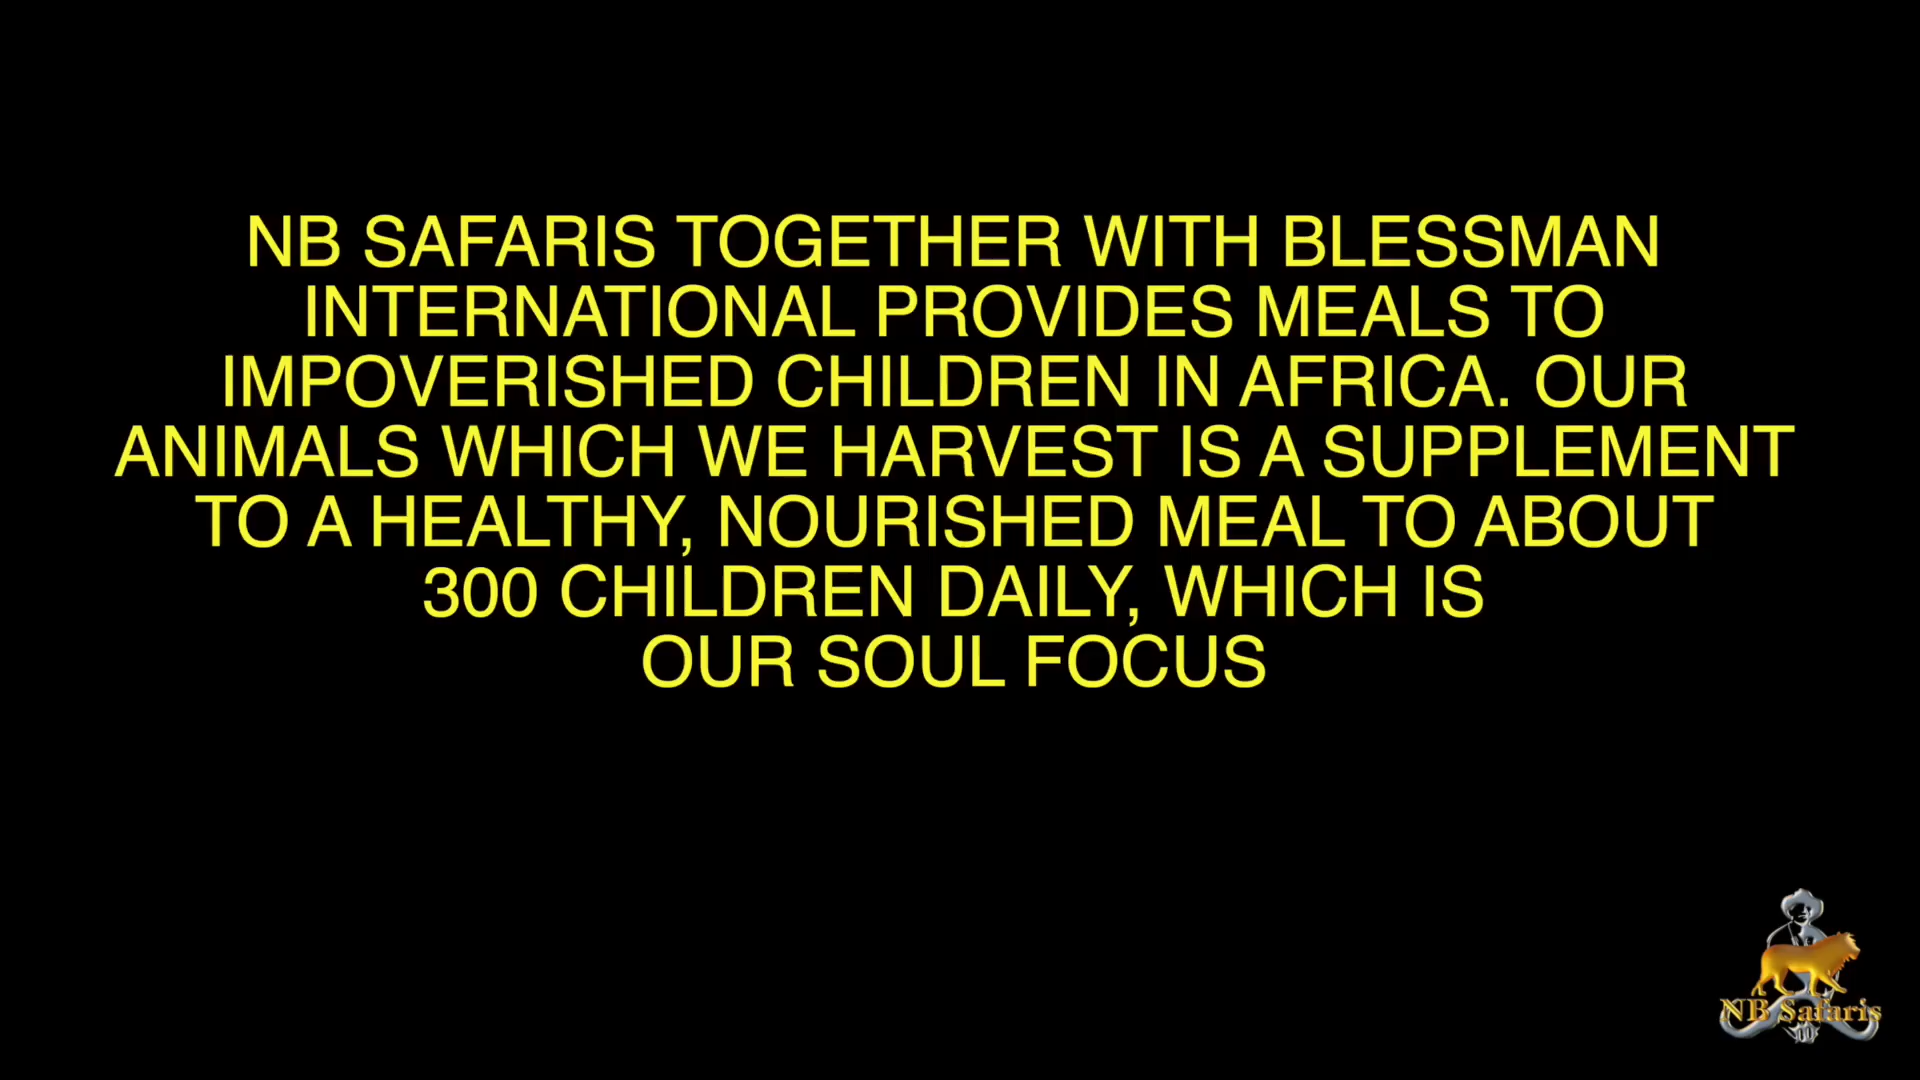 NB SAFARIS TOGETHER WITH BLESSMAN
INTERNATIONAL PROVIDES MEALS TO
IMPOVERISHED CHILDREN IN AFRICA. OUR
ANIMALS WHICH WE HARVEST IS A SUPPLEMENT
TO A HEALTHY, NOURISHED MEAL TO ABOUT
300 CHILDREN DAILY, WHICH IS
OUR SOUL FOCUS
NB Safaris